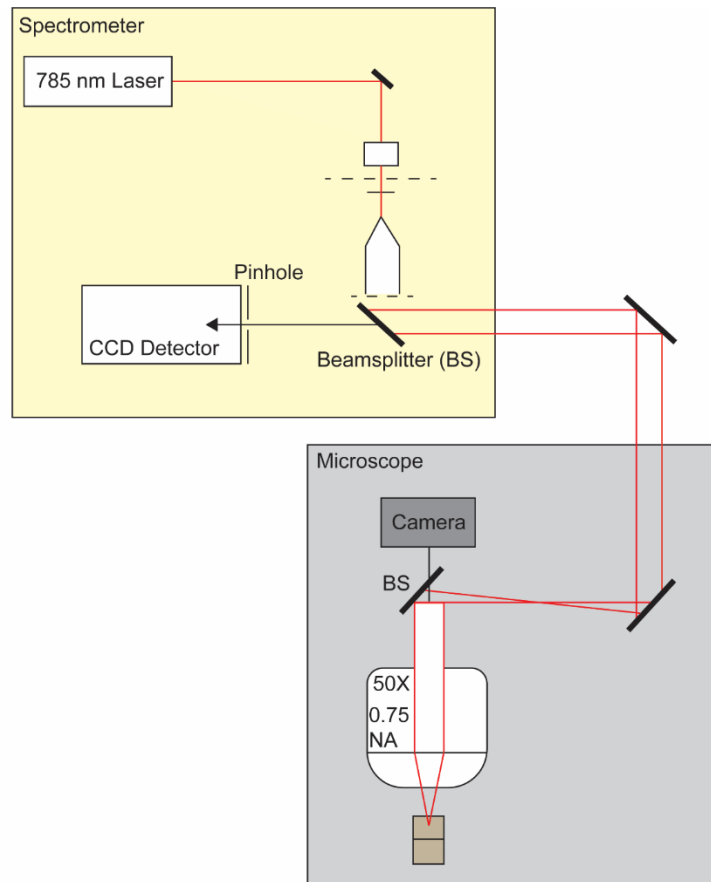 Spectrometer
785 nm Laser
Pinhole
CCD Detector
Beamsplitter (BS)
Microscope
Camera
BS
50X
0.75
NA